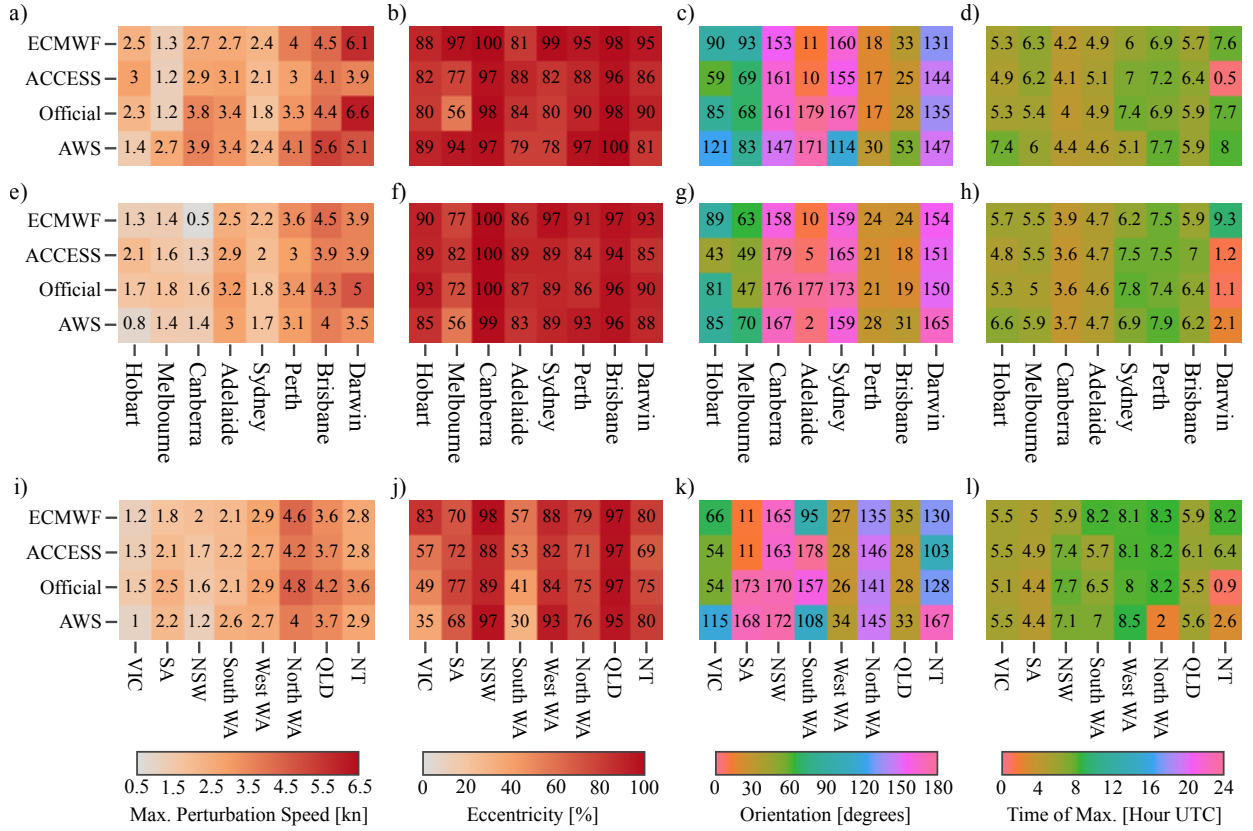 a) b) c) d)
ECMWF 2.5 1.3 2.7 2.7 2.4 4 4.5 6.1 88 97 100 81 99 95 98 95 90 93 153 11 160 18 33 131 5.3 6.3 4.2 4.9 6 6.9 5.7 7.6
ACCESS 3 1.2 2.9 3.1 2.1 3 4.1 3.9 82 77 97 88 82 88 96 86 59 69 161 10 155 17 25 144 4.9 6.2 4.1 5.1 7 7.2 6.4 0.5
Official 2.3 1.2 3.8 3.4 1.8 3.3 4.4 6.6 80 56 98 84 80 90 98 90 85 68 161 179 167 17 28 135 5.3 5.4 4 4.6 7.4 6.9 5.9 7.7
AWS 1.4 2.7 3.9 3.4 2.4 4.1 5.6 5.1 89 94 97 79 78 97 100 81 121 83 147 171 114 30 53 147 7.4 6 4.4 4.6 5.1 7.7 5.9 8
e) f) g) h)
ECMWF 1.3 1.4 0.5 2.5 2.2 3.6 4.5 3.9 90 77 100 86 97 91 97 93 89 63 158 10 159 24 24 154 5.7 5.5 3.9 4.7 6.2 7.5 5.9 9.3
ACCESS 2.1 1.6 1.3 2.9 2 3 3.9 3.9 89 82 100 89 89 84 94 85 43 49 179 5 165 21 18 151 4.8 5.5 3.6 4.6 7.5 7.5 7 1.2
Official 1.7 1.8 1.6 3.2 1.8 3.4 4.3 5 93 72 100 87 89 86 96 90 81 47 176 177 173 21 19 150 5.3 5 3.6 4.6 7.8 7.4 6.4 1.1
AWS 0.8 1.4 1.4 3 1.7 3.1 4 3.5 85 56 99 83 89 93 96 88 85 70 167 2 159 28 31 165 6.6 5.9 3.7 4.7 6.9 7.9 6.2 2.1
Hobart Melbourne Canberra Adelaide Sydney Perth Brisbane Darwin Hobart Melbourne Canberra Adelaide Sydney Perth Brisbane Darwin Hobart Melbourne Canberra Adelaide Sydney Perth Brisbane Darwin Hobart Melbourne Canberra Adelaide Sydney Perth Brisbane Darwin
i) j) k) l)
ECMWF 1.2 1.8 2 2.1 2.9 4.6 3.6 2.8 83 70 98 57 88 79 97 80 66 11 165 95 27 135 35 130 5.5 5 5.9 8.2 8.1 8.3 5.9 8.2
ACCESS 1.3 2.1 1.7 2.2 2.7 4.2 3.7 2.8 57 72 88 53 82 71 97 69 54 11 163 178 28 146 28 103 5.5 4.9 7.4 5.7 8.1 8.2 6.1 6.4
Official 1.5 2.5 1.6 2.1 2.9 4.8 4.2 3.6 49 77 89 41 84 75 97 75 54 173 170 157 26 141 28 128 5.1 4.4 7.7 6.5 8 8.2 5.5 0.9
AWS 1 2.2 1.2 2.6 2.7 4 3.7 2.9 35 68 97 30 93 76 95 80 115 168 172 108 34 145 33 167 5.5 4.4 7.1 7 8.5 2 5.6 2.6
VIC SA NSW South WA West WA North WA QLD NT VIC SA NSW South WA West WA North WA QLD NT VIC SA NSW South WA West WA North WA QLD NT VIC SA NSW South WA West WA North WA QLD NT
0.5 1.5 2.5 3.5 4.5 5.5 6.5 0 20 40 60 80 100 0 30 60 90 120 150 180 0 4 8 12 16 20 24
Max. Perturbation Speed [kn] Eccentricity [%] Orientation [degrees] Time of Max. [Hour UTC]